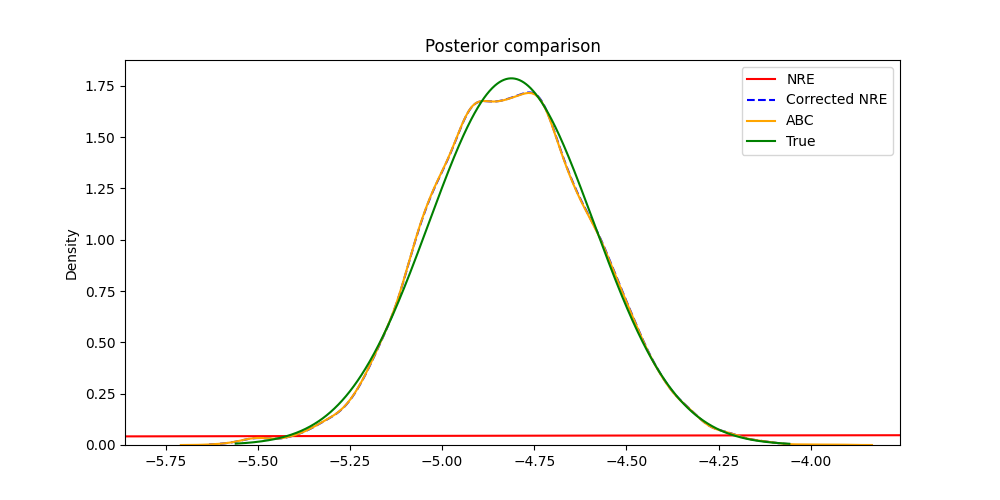 Posterior comparison
NRE
Corrected NRE
ABC
True
Density
1.75
1.50
1.25
1.00
0.75
0.50
0.25
0.00
−5.75 −5.50 −5.25 −5.00 −4.75 −4.50 −4.25 −4.00